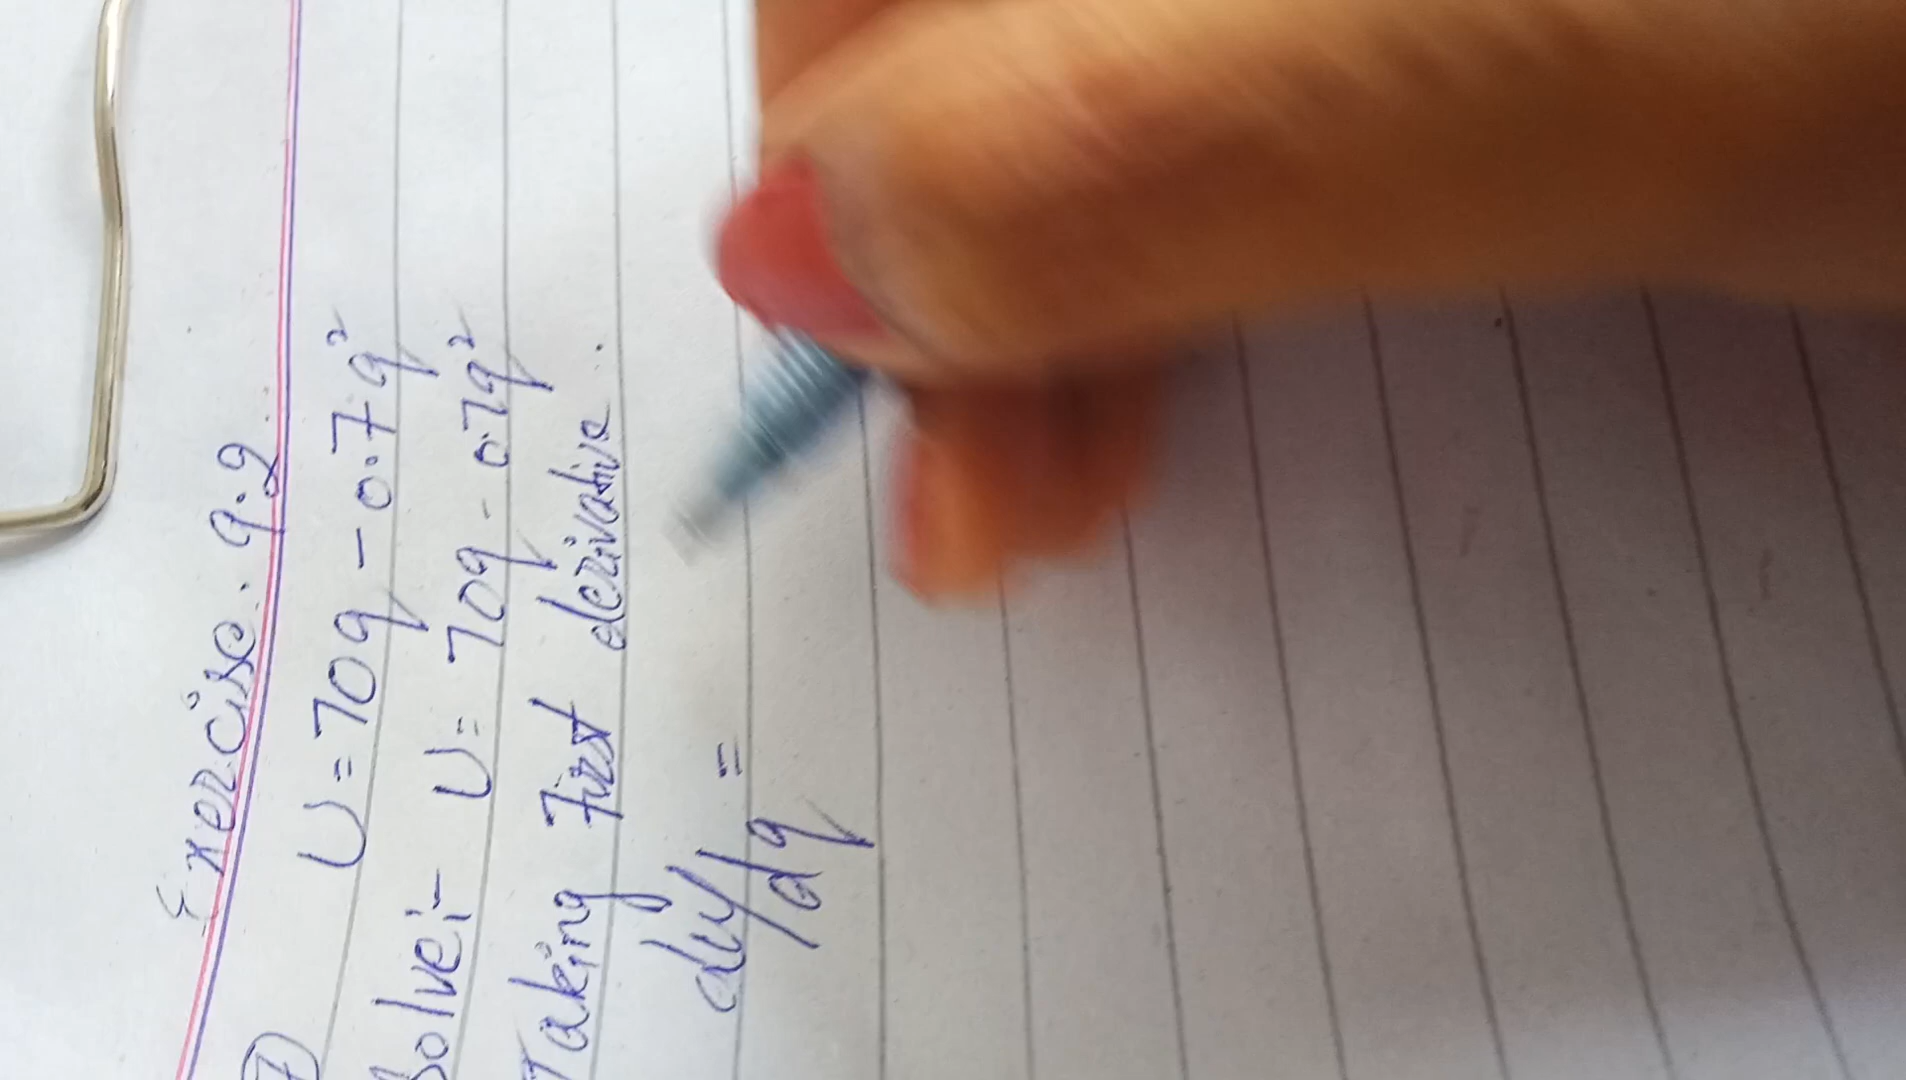 Exercise. 9.2
U = 70q - 0.7q²
Solve:- U = 70q - 0.7q²
Taking First derivative.
du/dq =